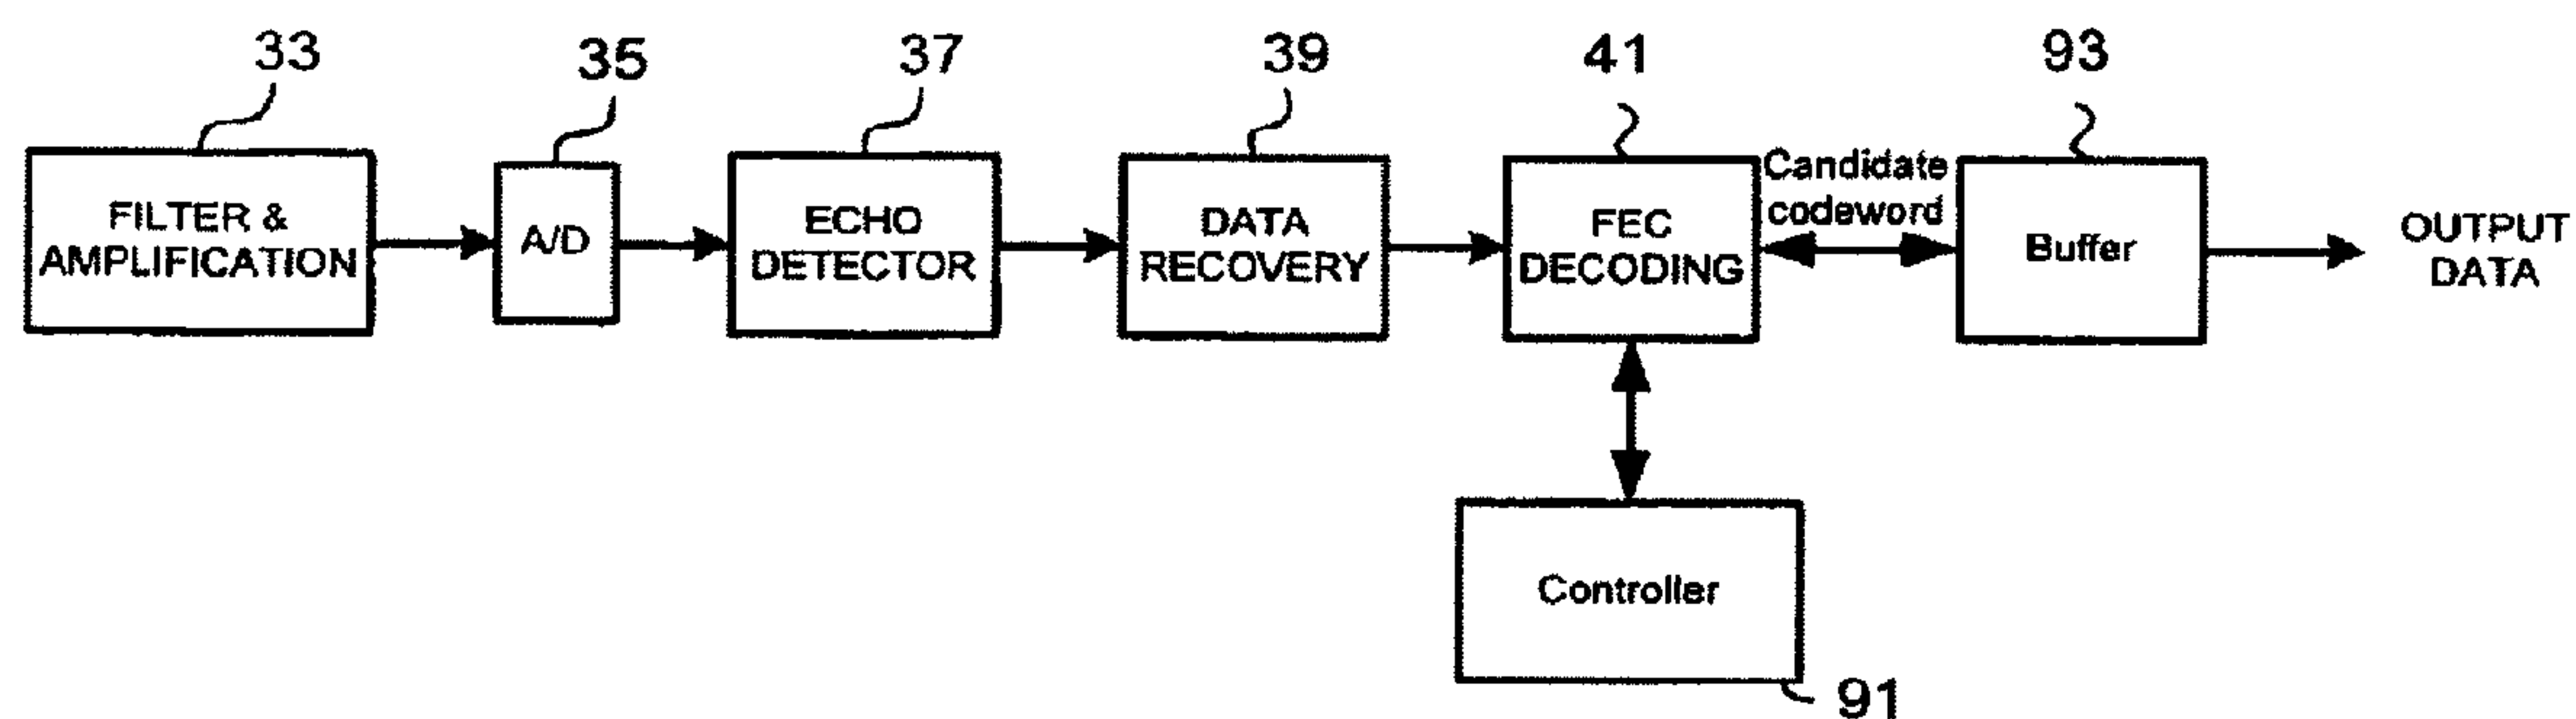 33
35
37
39
41
93
FILTER &
AMPLIFICATION
A/D
ECHO
DETECTOR
DATA
RECOVERY
FEC
DECODING
Candidate
codeword
Buffer
OUTPUT
DATA
Controller
91